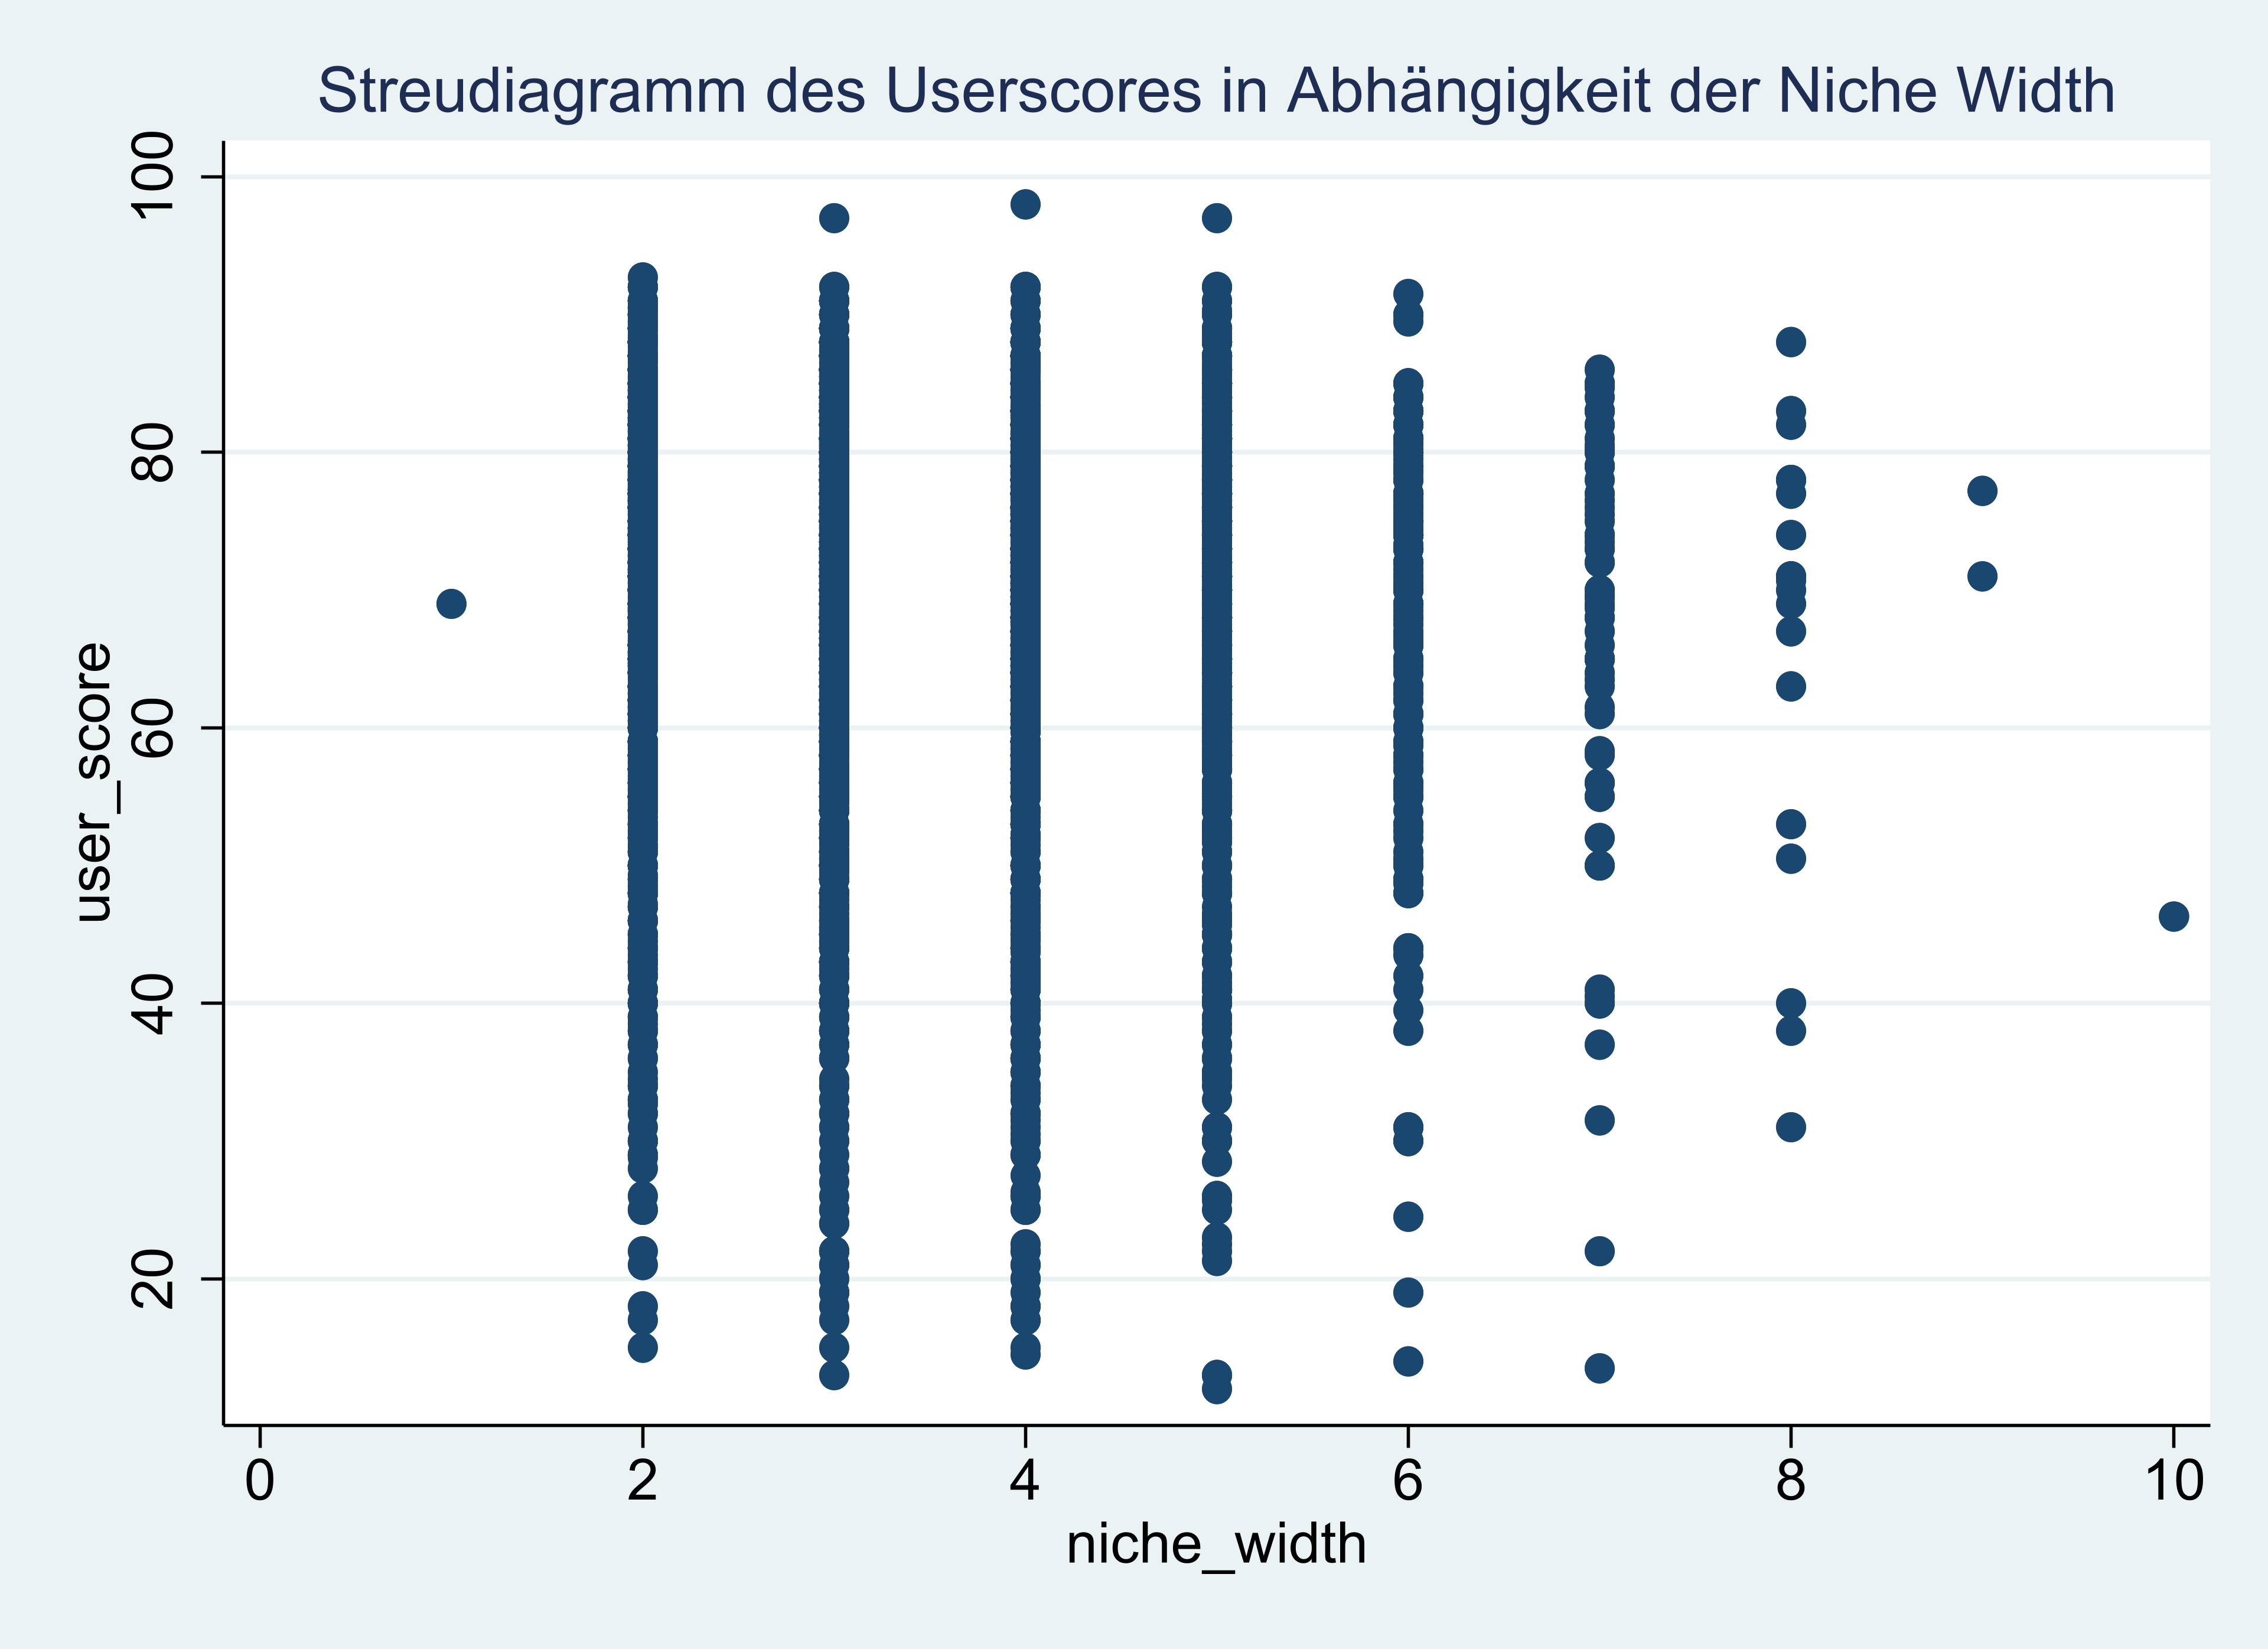 Streudiagramm des Userscores in Abhängigkeit der Niche Width
100
80
60
40
20
user_score
0 2 4 6 8 10
niche_width